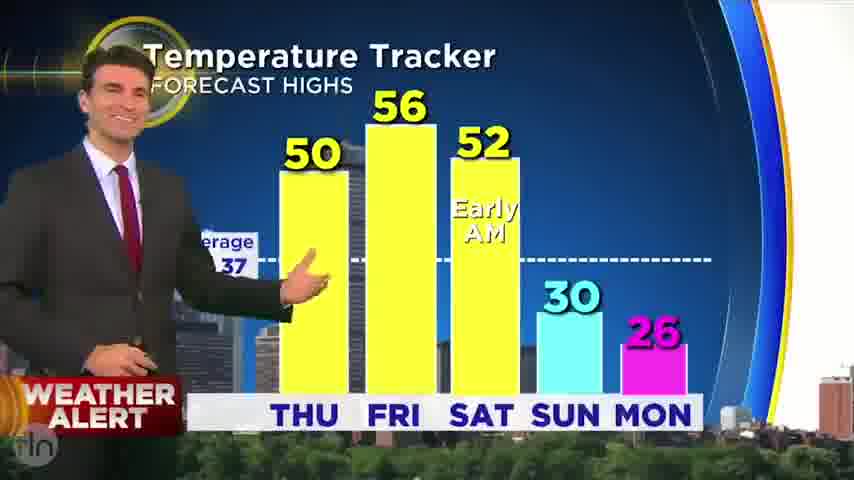 Temperature Tracker
FORECAST HIGHS
50
56
52
Early
AM
erage
37
30
26
THU FRI SAT SUN MON
WEATHER
ALERT